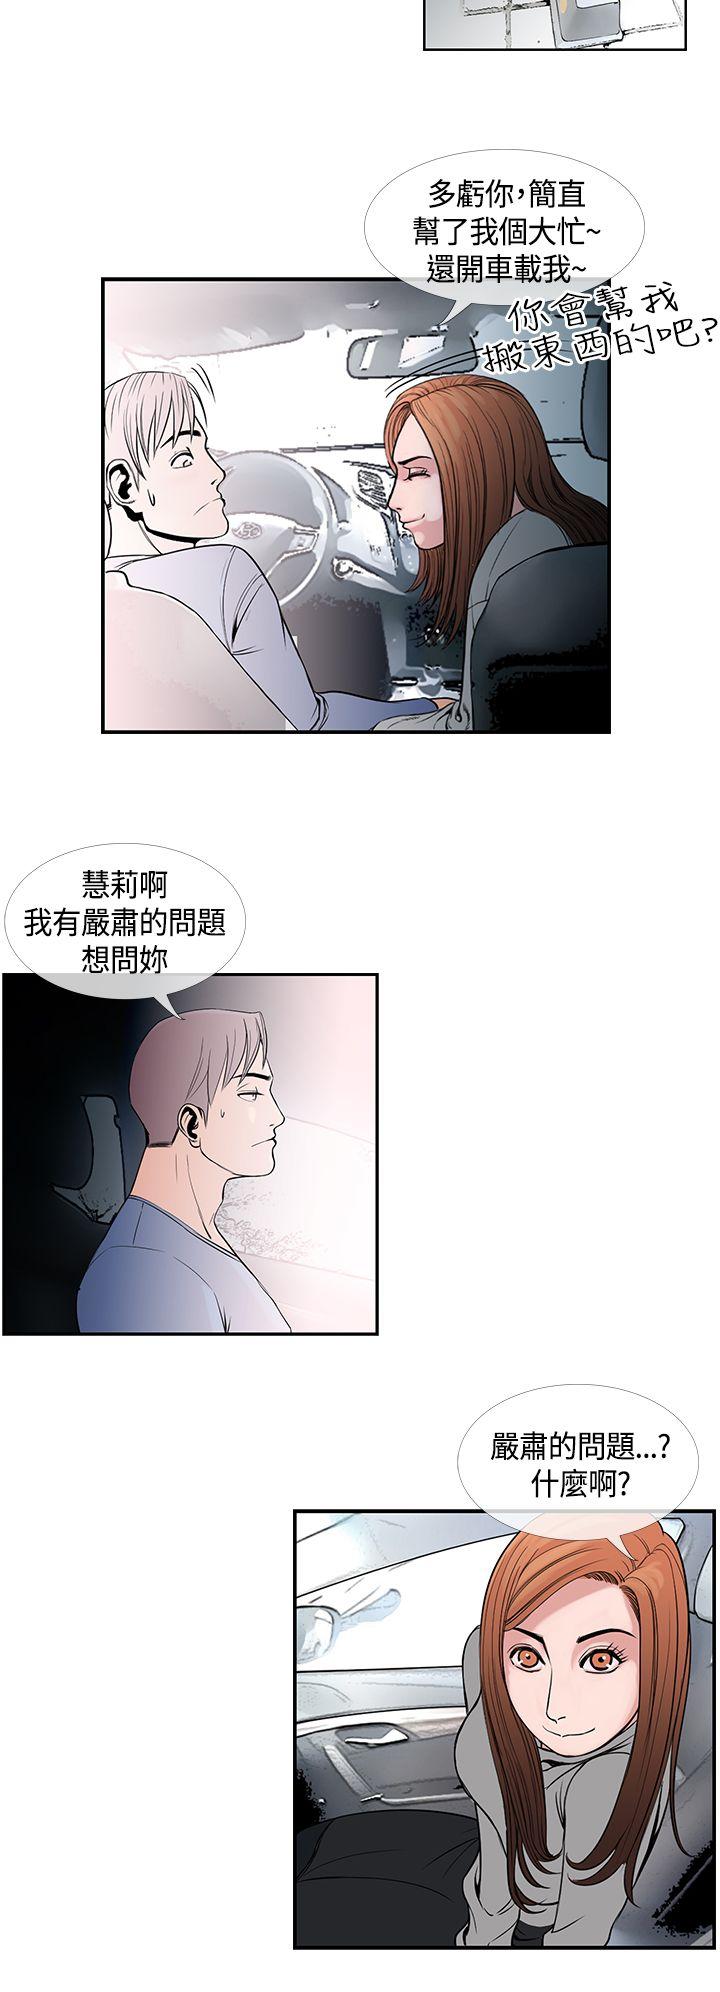 多虧你，簡直
幫了我個大忙~
還開車載我~
你會幫我
搬東西的吧？
慧莉啊
我有嚴肅的問題
想問妳
嚴肅的問題...?
什麼啊?